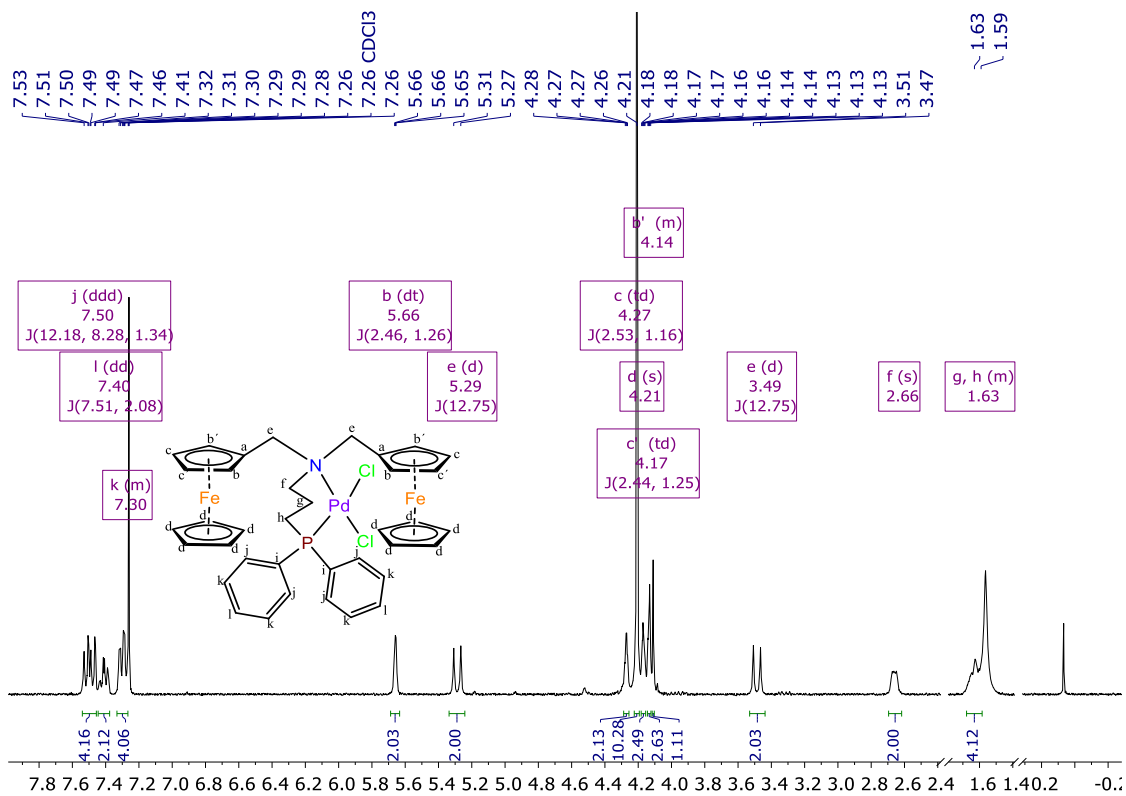 7.53 7.51 7.50 7.49 7.49 7.47 7.46 7.41 7.32 7.31 7.30 7.29 7.29 7.28 7.26 7.26 CDCl3 7.26 5.66 5.66 5.65 5.31 5.27 4.28 4.27 4.27 4.26 4.21 4.18 4.18 4.17 4.17 4.16 4.16 4.14 4.14 4.13 4.13 4.13 3.51 3.47 1.63 1.59
b' (m)
4.14
j (ddd)
7.50
J(12.18, 8.28, 1.34)
b (dt)
5.66
J(2.46, 1.26)
c (td)
4.27
J(2.53, 1.16)
l (dd)
7.40
J(7.51, 2.08)
e (d)
5.29
J(12.75)
d (s)
4.21
e (d)
3.49
J(12.75)
f (s)
2.66
g, h (m)
1.63
c' (td)
4.17
J(2.44, 1.25)
k (m)
7.30
e e
b´ a a b´
c c
N Cl
c b b c´
f
g
Fe Pd Fe
h
d d d d
d d P Cl d d
j i i j
k j j k
l k k l
4.16 2.12 4.06 2.03 2.00 2.13 10.28 2.49 2.63 1.11 2.03 2.00 4.12
7.8 7.6 7.4 7.2 7.0 6.8 6.6 6.4 6.2 6.0 5.8 5.6 5.4 5.2 5.0 4.8 4.6 4.4 4.2 4.0 3.8 3.6 3.4 3.2 3.0 2.8 2.6 2.4 1.6 1.4 0.2 -0.2